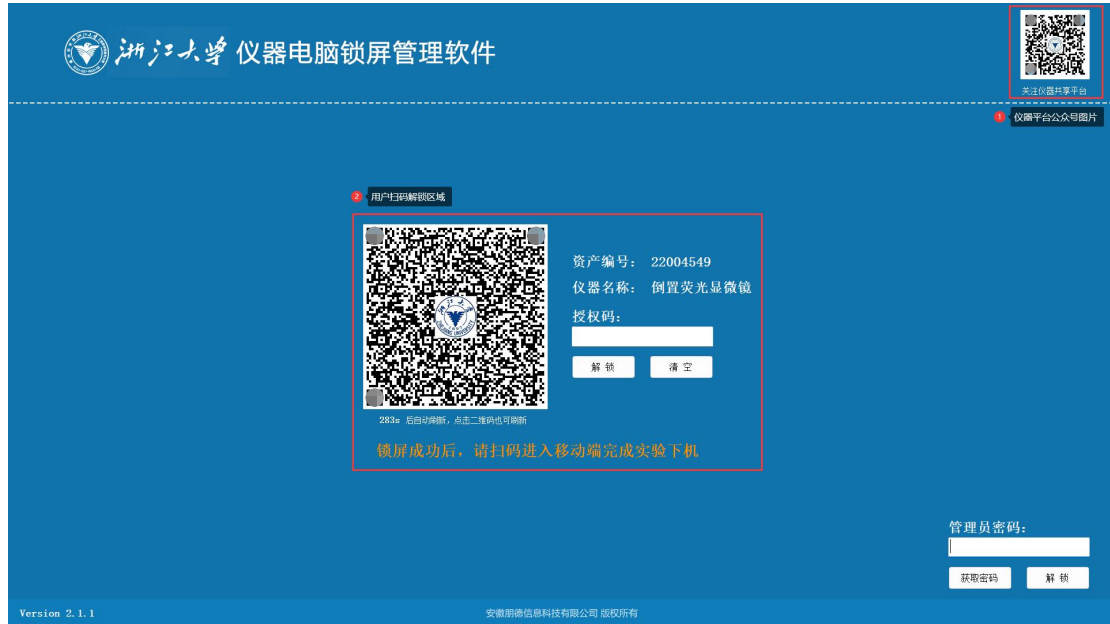 浙江大学 仪器电脑锁屏管理软件
关注仪器共享平台
1 仪器平台公众号图片
2 用户扫码解锁区域
资产编号： 22004549
仪器名称： 倒置荧光显微镜
授权码：
解 锁 清 空
283s 后自动刷新，点击二维码也可刷新
锁屏成功后，请扫码进入移动端完成实验下机
管理员密码：
获取密码 解 锁
Version 2.1.1
安徽朋德信息科技有限公司 版权所有